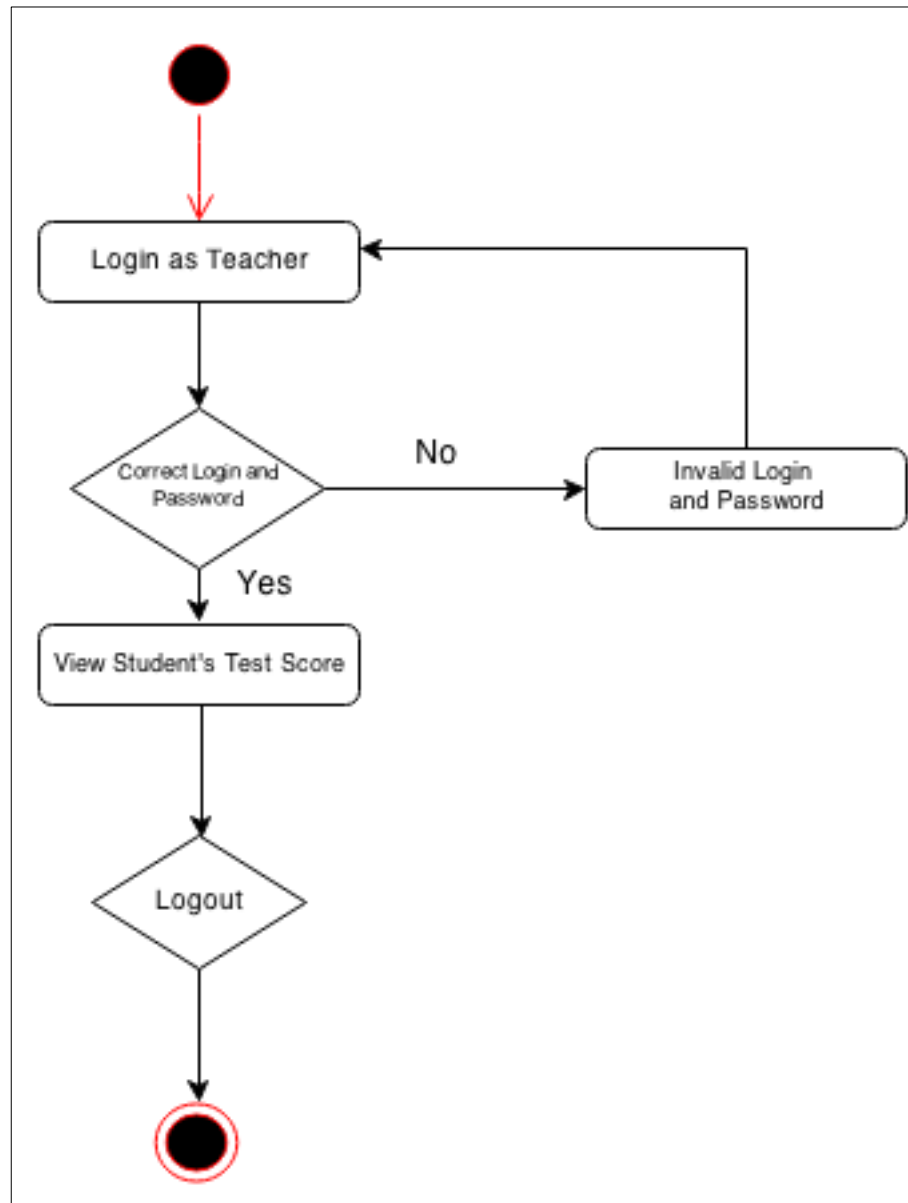 Login as Teacher
Correct Login and
Password
No
Invalid Login
and Password
Yes
View Student's Test Score
Logout